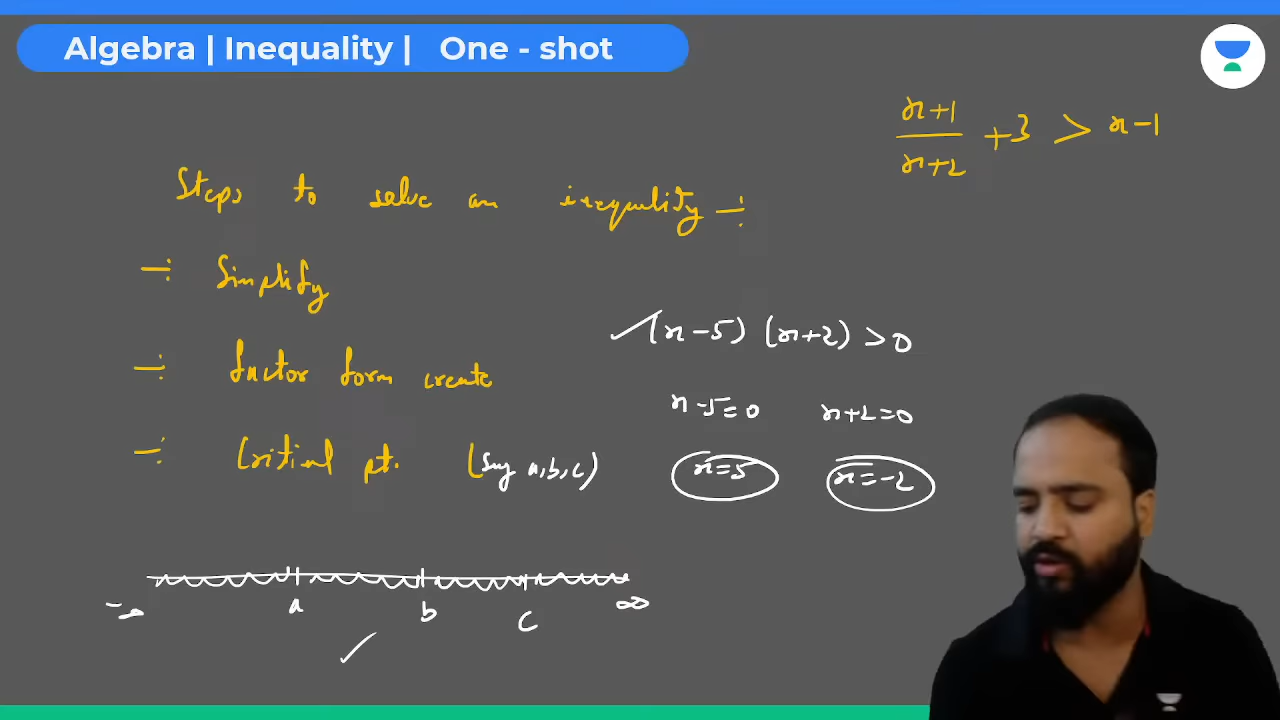 Algebra | Inequality | One - shot
x+1
x+2
+3 > x-1
Steps to solve an inequality :-
:- Simplify
:- factor form create
:- Critical pt. (Say a,b,c)
(x-5) (x+2) >0
x-5=0 x+2=0
x=5 x=-2
-∞ a b c ∞